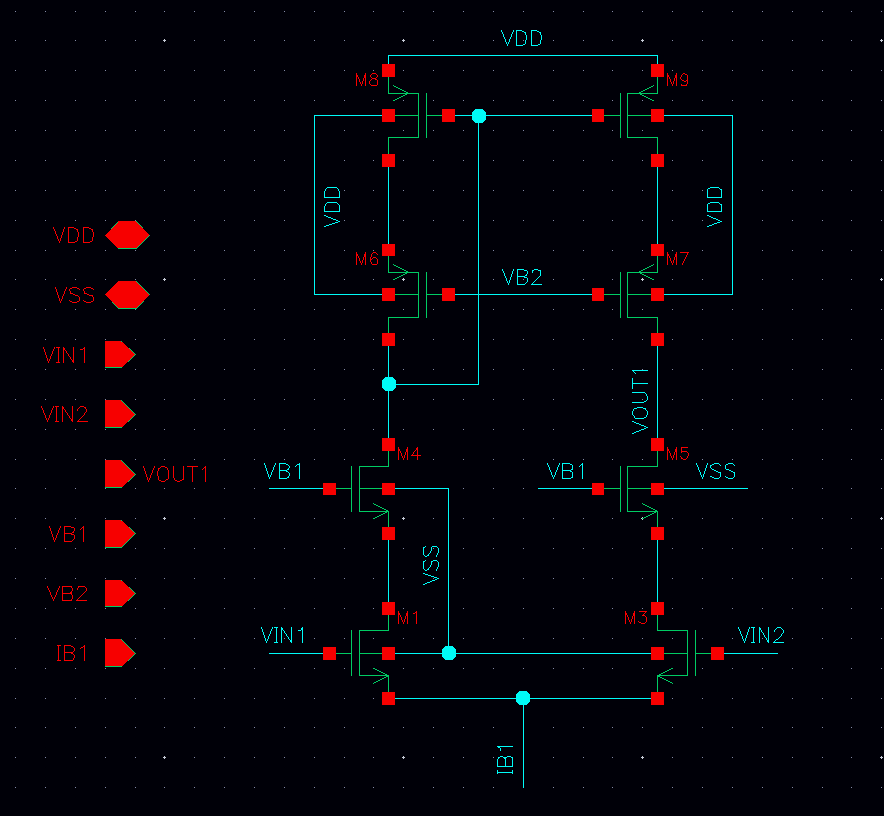 VDD
M8
M9
VDD
VDD
VDD
M6
M7
VSS
VB2
VIN1
VIN2
VOUT1
M4
M5
VOUT1
VB1
VB1
VSS
VB1
VSS
VB2
M1
M3
IB1
VIN1
VIN2
IB1